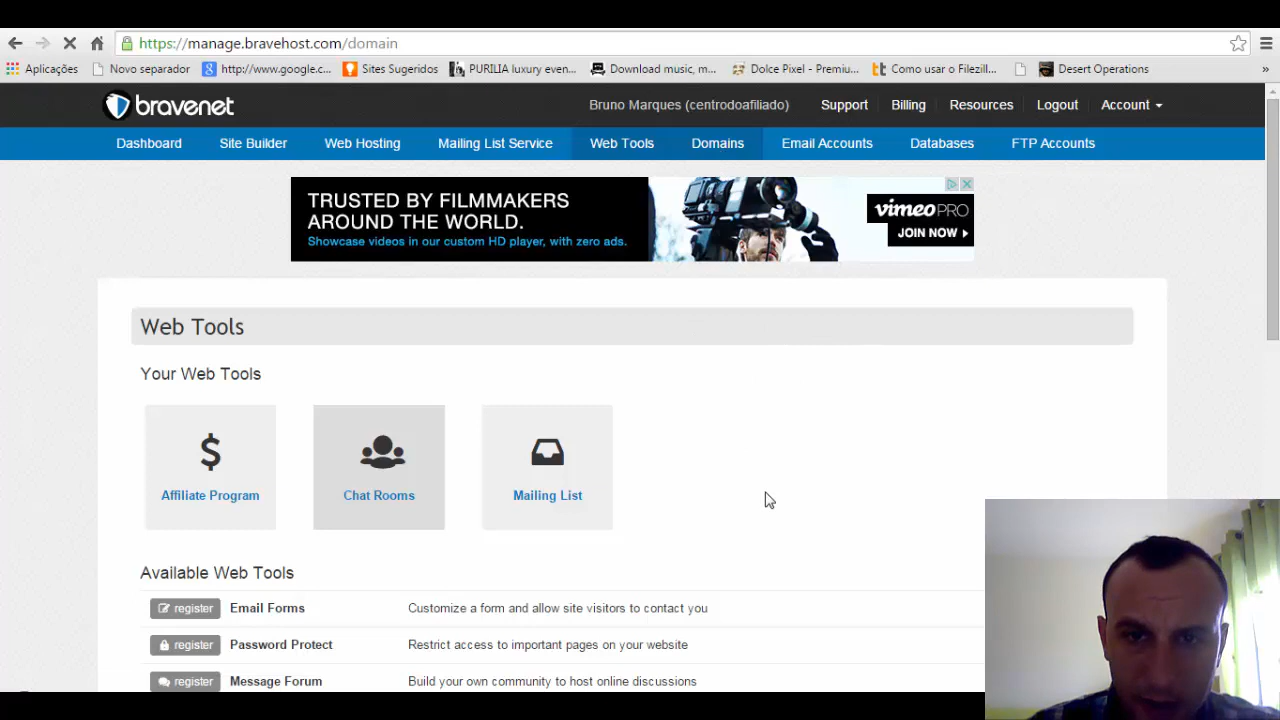 https://manage.bravehost.com/domain
Aplicações
Novo separador
http://www.google.c...
Sites Sugeridos
PURILIA luxury even...
Download music, m...
Dolce Pixel - Premiu...
Como usar o Filezill...
Desert Operations
»
bravenet
Bruno Marques (centrodoafiliado)
Support
Billing
Resources
Logout
Account
Dashboard
Site Builder
Web Hosting
Mailing List Service
Web Tools
Domains
Email Accounts
Databases
FTP Accounts
TRUSTED BY FILMMAKERS
AROUND THE WORLD.
Showcase videos in our custom HD player, with zero ads.
vimeo PRO
JOIN NOW
Web Tools
Your Web Tools
Affiliate Program
Chat Rooms
Mailing List
Available Web Tools
register Email Forms Customize a form and allow site visitors to contact you
register Password Protect Restrict access to important pages on your website
register Message Forum Build your own community to host online discussions